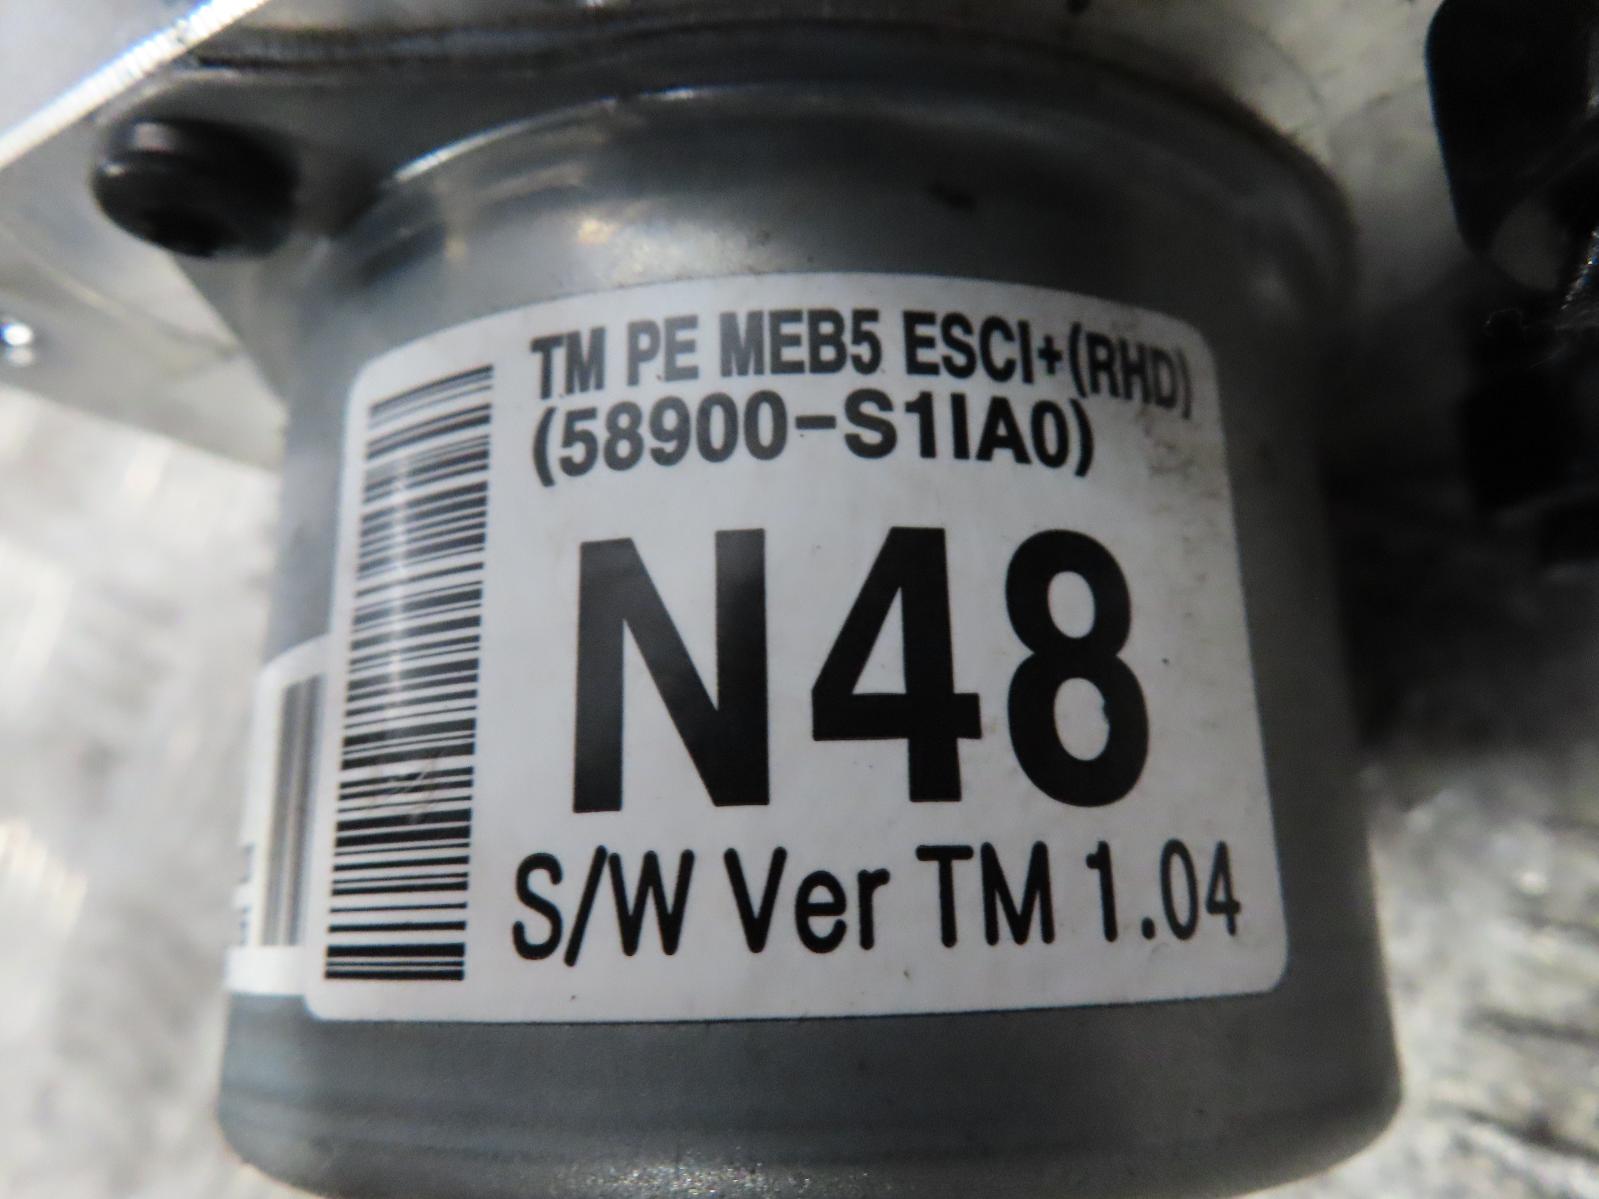 TM PE MEB5 ESCI+(RHD)
(58900-S1IA0)
N48
S/W Ver TM 1.04